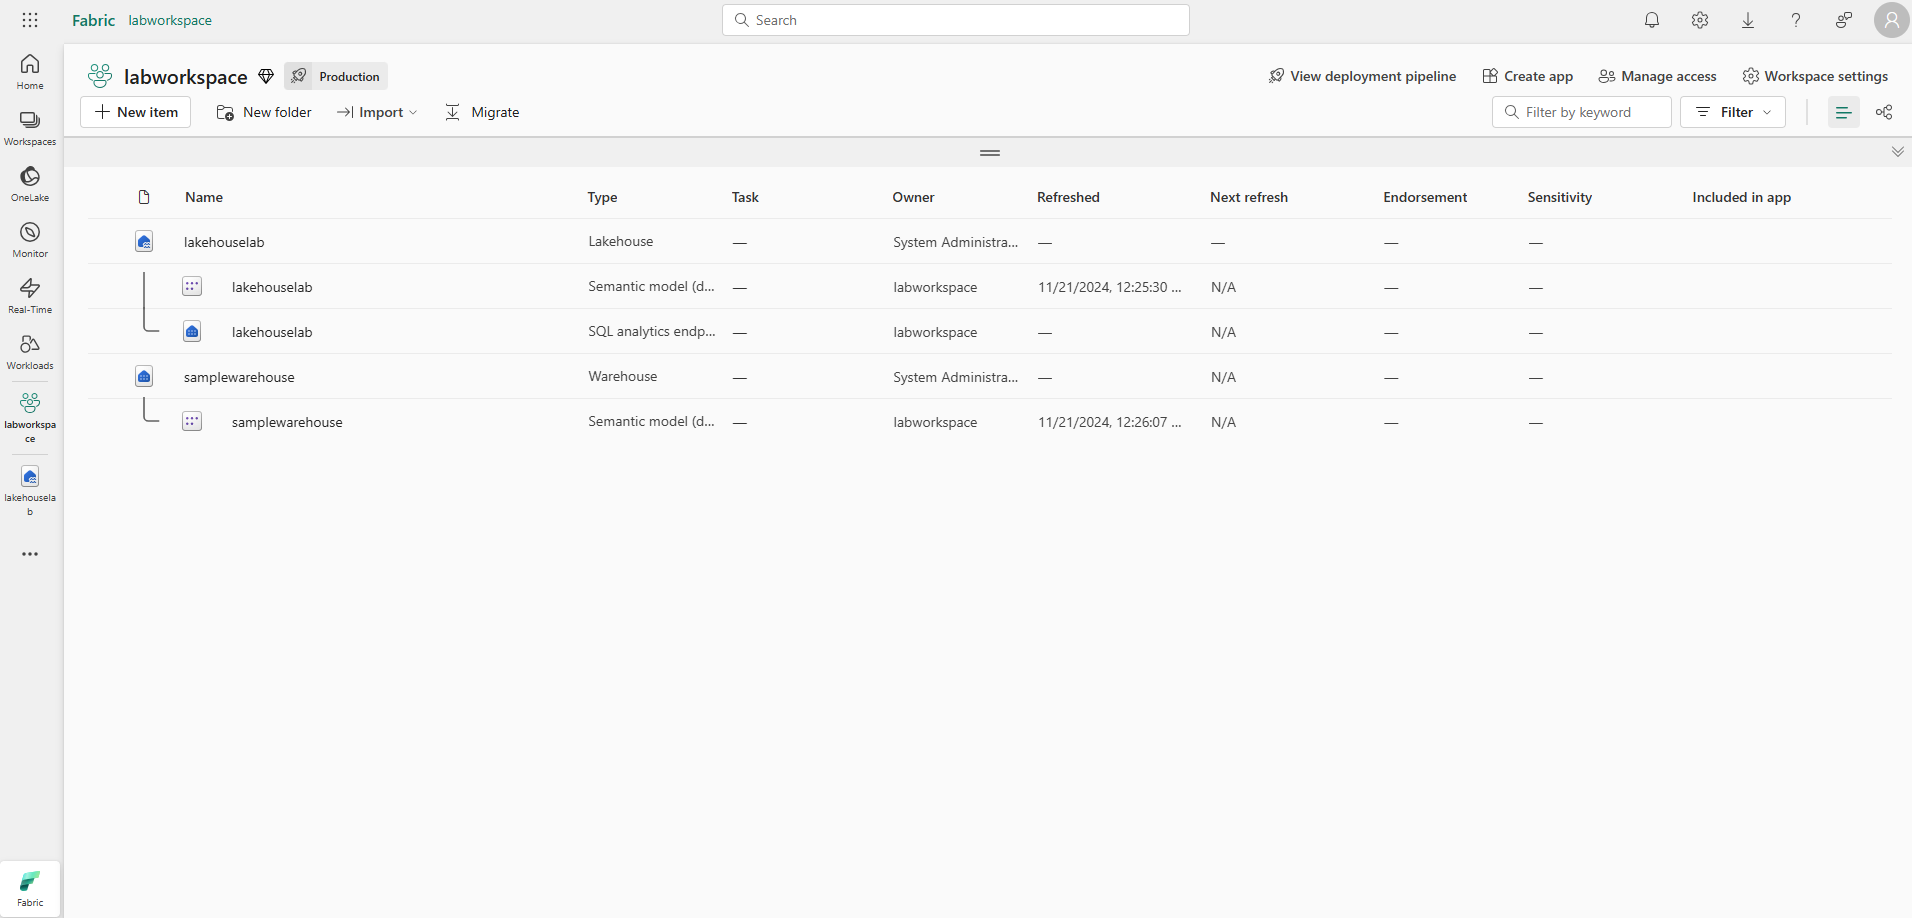 Fabric labworkspace
Search
labworkspace Production
View deployment pipeline Create app Manage access Workspace settings
New item New folder Import Migrate
Filter by keyword Filter
Home
Workspaces
OneLake
Monitor
Real-Time
Workloads
labworkspa
ce
lakehousela
b
Fabric
Name Type Task Owner Refreshed Next refresh Endorsement Sensitivity Included in app
lakehouselab Lakehouse — System Administra... — — — —
lakehouselab Semantic model (d... — labworkspace 11/21/2024, 12:25:30 ... N/A — —
lakehouselab SQL analytics endp... — labworkspace — N/A — —
samplewarehouse Warehouse — System Administra... — N/A — —
samplewarehouse Semantic model (d... — labworkspace 11/21/2024, 12:26:07 ... N/A — —